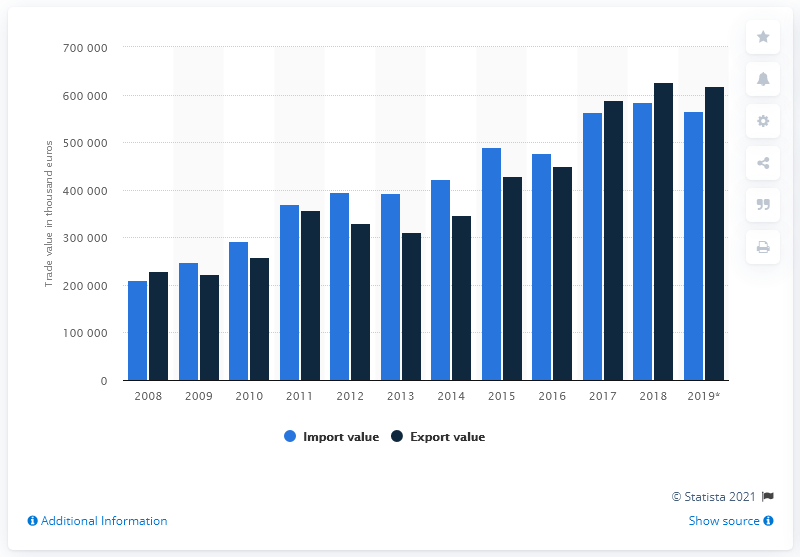 700 000
600 000
500 000
400 000
300 000
200 000
100 000
0
Trade value in thousand euros
2008 2009 2010 2011 2012 2013 2014 2015 2016 2017 2018 2019*
Import value Export value
© Statista 2021
Additional Information Show source